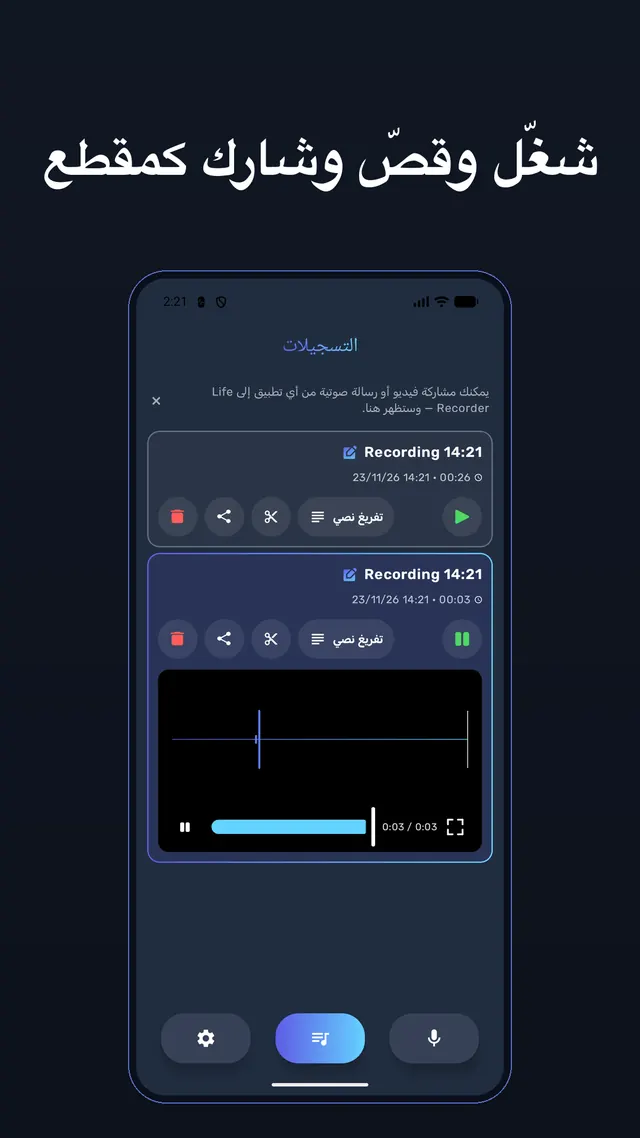 شغّل وقصّ وشارك كمقطع
2:21
التسجيلات
يمكنك مشاركة فيديو أو رسالة صوتية من أي تطبيق إلى Life
Recorder — وستظهر هنا.
Recording 14:21
23/11/26 14:21 • 00:26
تفريغ نصي
Recording 14:21
23/11/26 14:21 • 00:03
تفريغ نصي
0:03 / 0:03